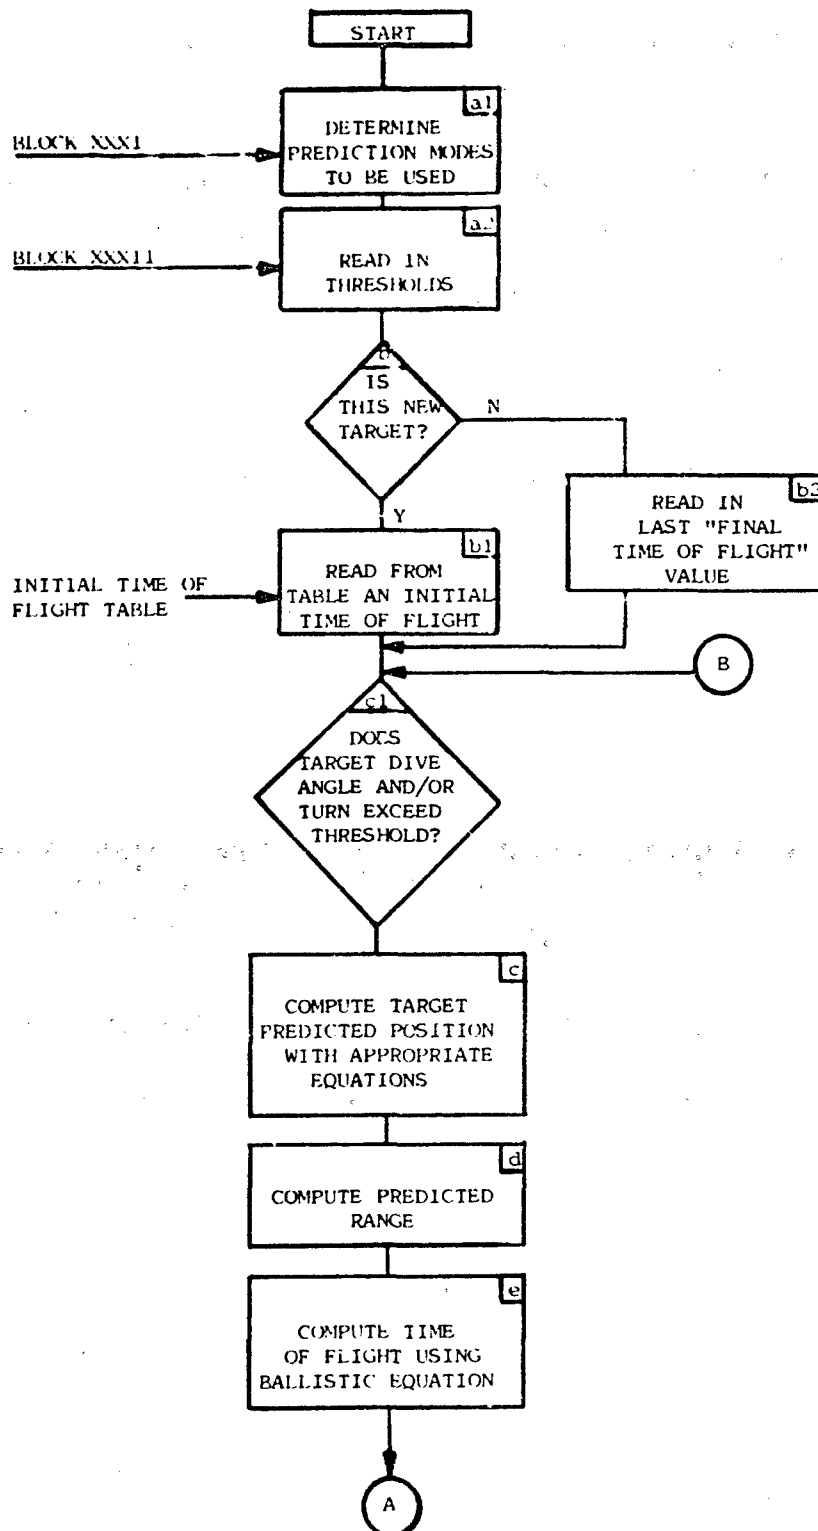 START
a1
DETERMINE
PREDICTION MODES
TO BE USED
BLOCK XXXI
a2
READ IN
THRESHOLDS
BLOCK XXXII
IS
THIS NEW
TARGET?
N
Y
b3
READ IN
LAST "FINAL
TIME OF FLIGHT"
VALUE
b1
READ FROM
TABLE AN INITIAL
TIME OF FLIGHT
INITIAL TIME OF
FLIGHT TABLE
B
c1
DOES
TARGET DIVE
ANGLE AND/OR
TURN EXCEED
THRESHOLD?
c
COMPUTE TARGET
PREDICTED POSITION
WITH APPROPRIATE
EQUATIONS
d
COMPUTE PREDICTED
RANGE
e
COMPUTE TIME
OF FLIGHT USING
BALLISTIC EQUATION
A